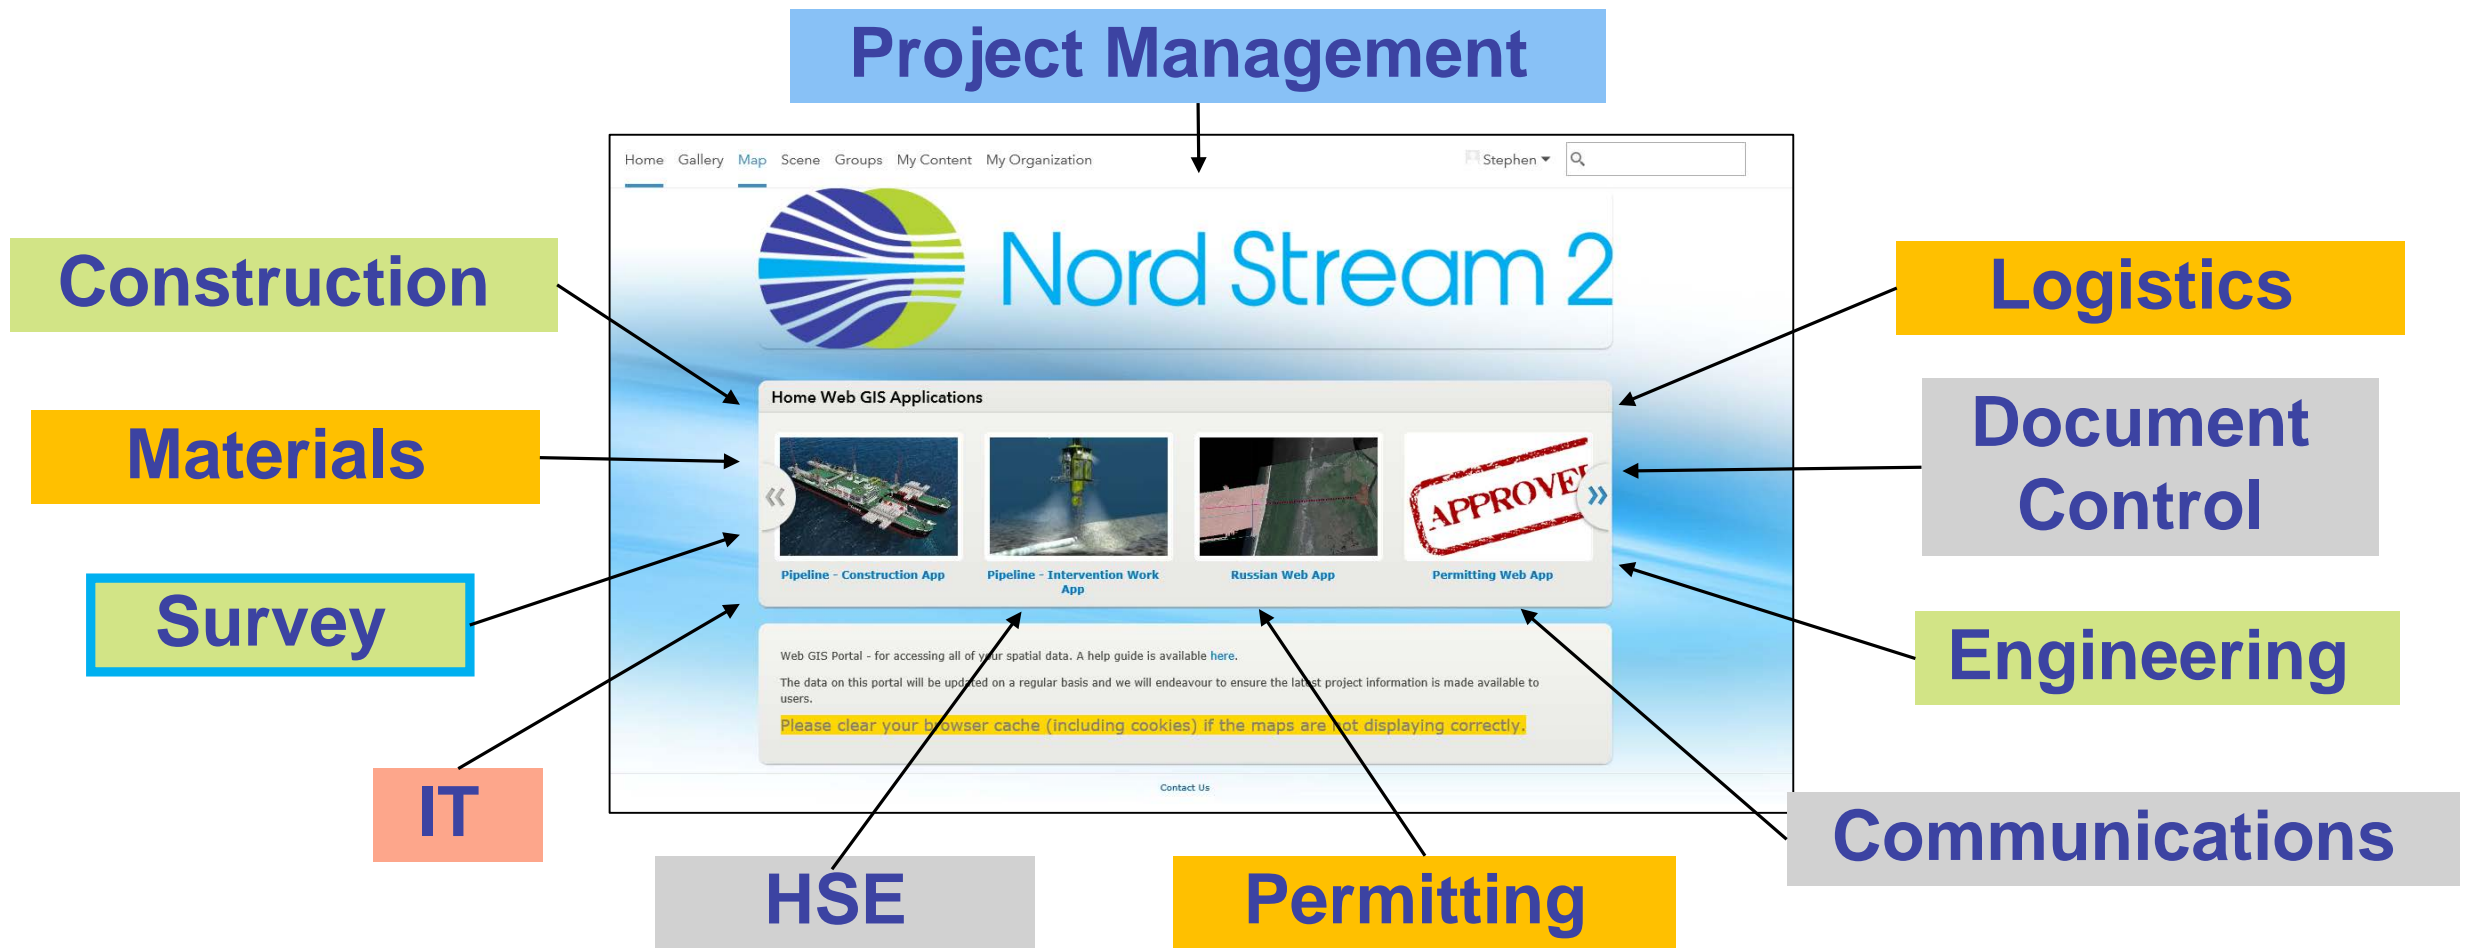 Project Management
Home Gallery Map Scene Groups My Content My Organization Stephen
Nord Stream 2
Construction
Logistics
Home Web GIS Applications
Materials
Document
Control
APPROVE
Pipeline - Construction App
Pipeline - Intervention Work
App
Russian Web App
Permitting Web App
Survey
Engineering
Web GIS Portal - for accessing all of your spatial data. A help guide is available here.
The data on this portal will be updated on a regular basis and we will endeavour to ensure the latest project information is made available to
users.
Please clear your browser cache (including cookies) if the maps are not displaying correctly.
Contact Us
IT
Communications
HSE
Permitting